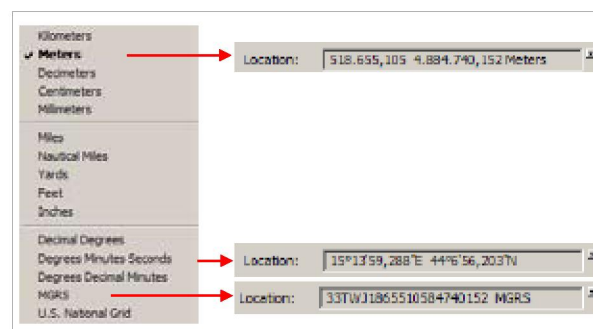 Kilometers
Meters
Decimeters
Centimeters
Millimeters
Miles
Nautical Miles
Yards
Feet
Inches
Decimal Degrees
Degrees Minutes Seconds
Degrees Decimal Minutes
MGRS
U.S. National Grid
Location: 518.655,105 4.884.740,152 Meters
Location: 15°13'59,288"E 44°6'56,203"N
Location: 33TWJ1865510584740152 MGRS